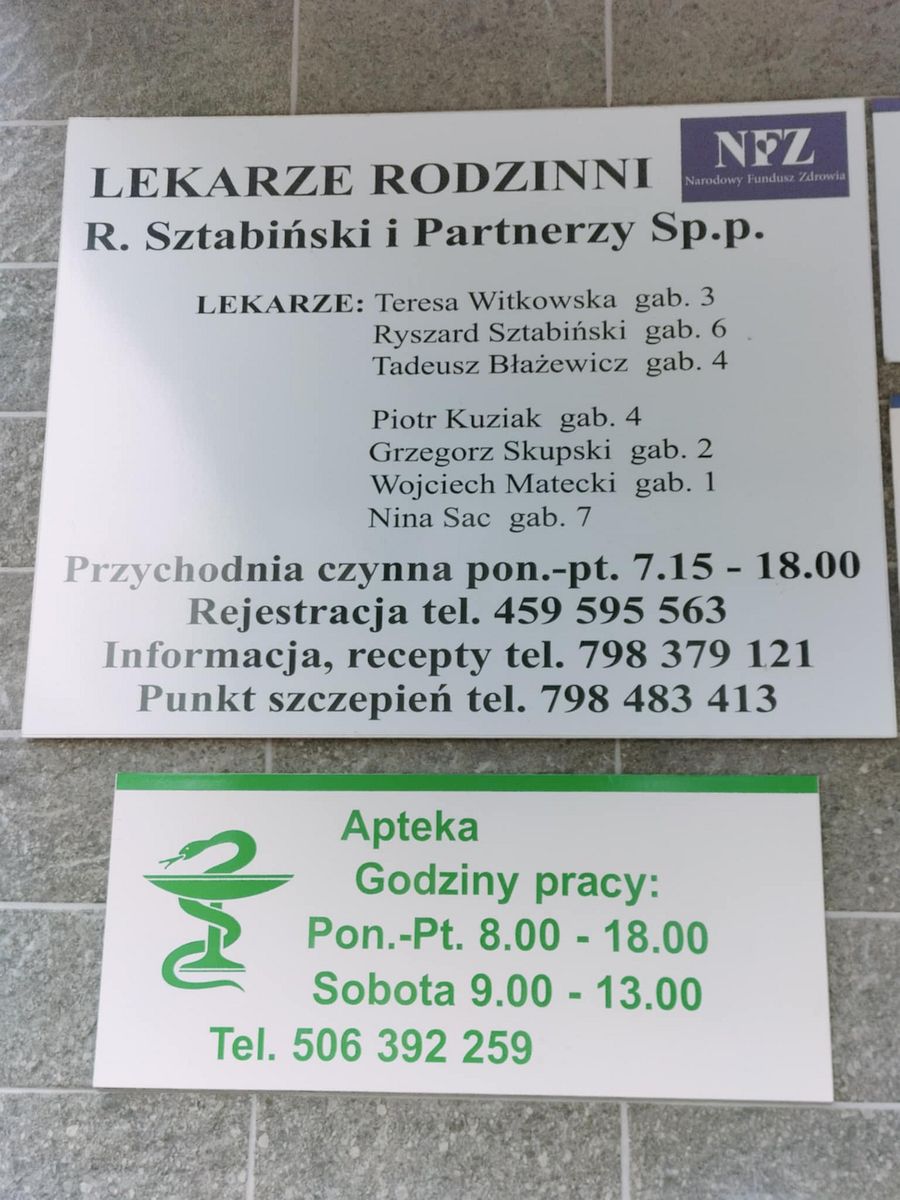 NFZ
Narodowy Fundusz Zdrowia
LEKARZE RODZINNI
R. Sztabiński i Partnerzy Sp.p.
LEKARZE: Teresa Witkowska gab. 3
Ryszard Sztabiński gab. 6
Tadeusz Błażewicz gab. 4
Piotr Kuziak gab. 4
Grzegorz Skupski gab. 2
Wojciech Matecki gab. 1
Nina Sac gab. 7
Przychodnia czynna pon.-pt. 7.15 - 18.00
Rejestracja tel. 459 595 563
Informacja, recepty tel. 798 379 121
Punkt szczepień tel. 798 483 413
Apteka
Godziny pracy:
Pon.-Pt. 8.00 - 18.00
Sobota 9.00 - 13.00
Tel. 506 392 259